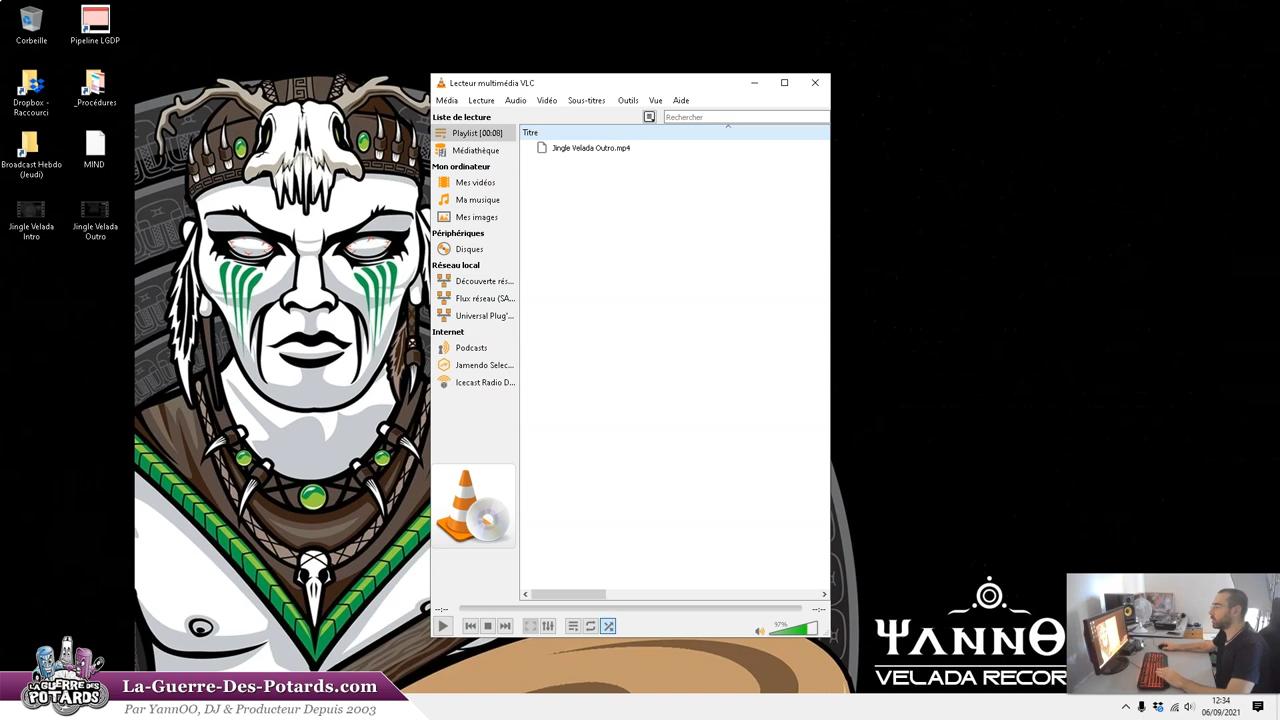 Corbeille
Pipeline LGDP
Dropbox -
Raccourci
_Procédures
Broadcast Hebdo
(Jeudi)
MIND
Jingle Velada
Intro
Jingle Velada
Outro
Lecteur multimédia VLC
Média Lecture Audio Vidéo Sous-titres Outils Vue Aide
Liste de lecture
Rechercher
Playlist [00:08]
Médiathèque
Mon ordinateur
Mes vidéos
Ma musique
Mes images
Périphériques
Disques
Réseau local
Découverte rés...
Flux réseau (SA...
Universal Plug'...
Internet
Podcasts
Jamendo Selec...
Icecast Radio D...
Titre
Jingle Velada Outro.mp4
--:--
--:--
97%
YANNO
VELADA RECOR
LA GUERRE DES
POTARDS
La-Guerre-Des-Potards.com
Par YannOO, DJ & Producteur Depuis 2003
12:34
06/09/2021